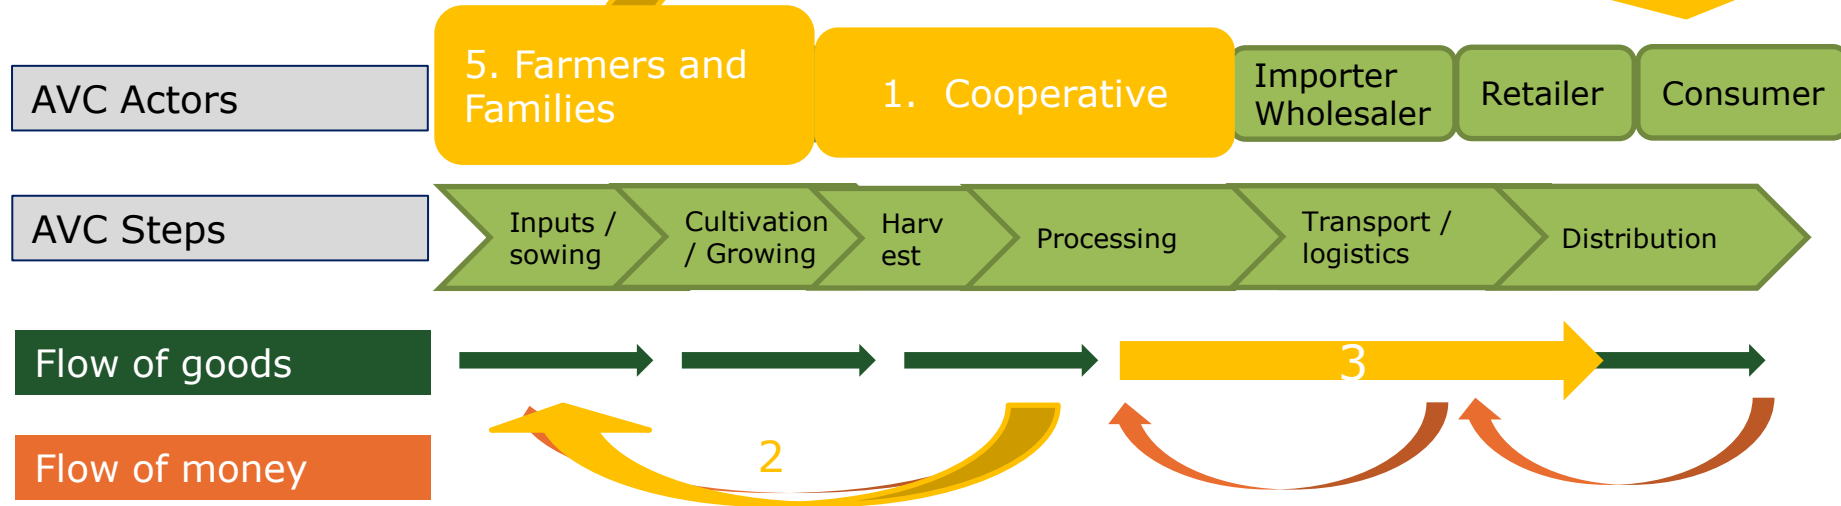 AVC Actors
5. Farmers and
Families
1. Cooperative
Importer
Wholesaler
Retailer
Consumer
AVC Steps
Inputs /
sowing
Cultivation
/ Growing
Harv
est
Processing
Transport /
logistics
Distribution
Flow of goods
3
Flow of money
2